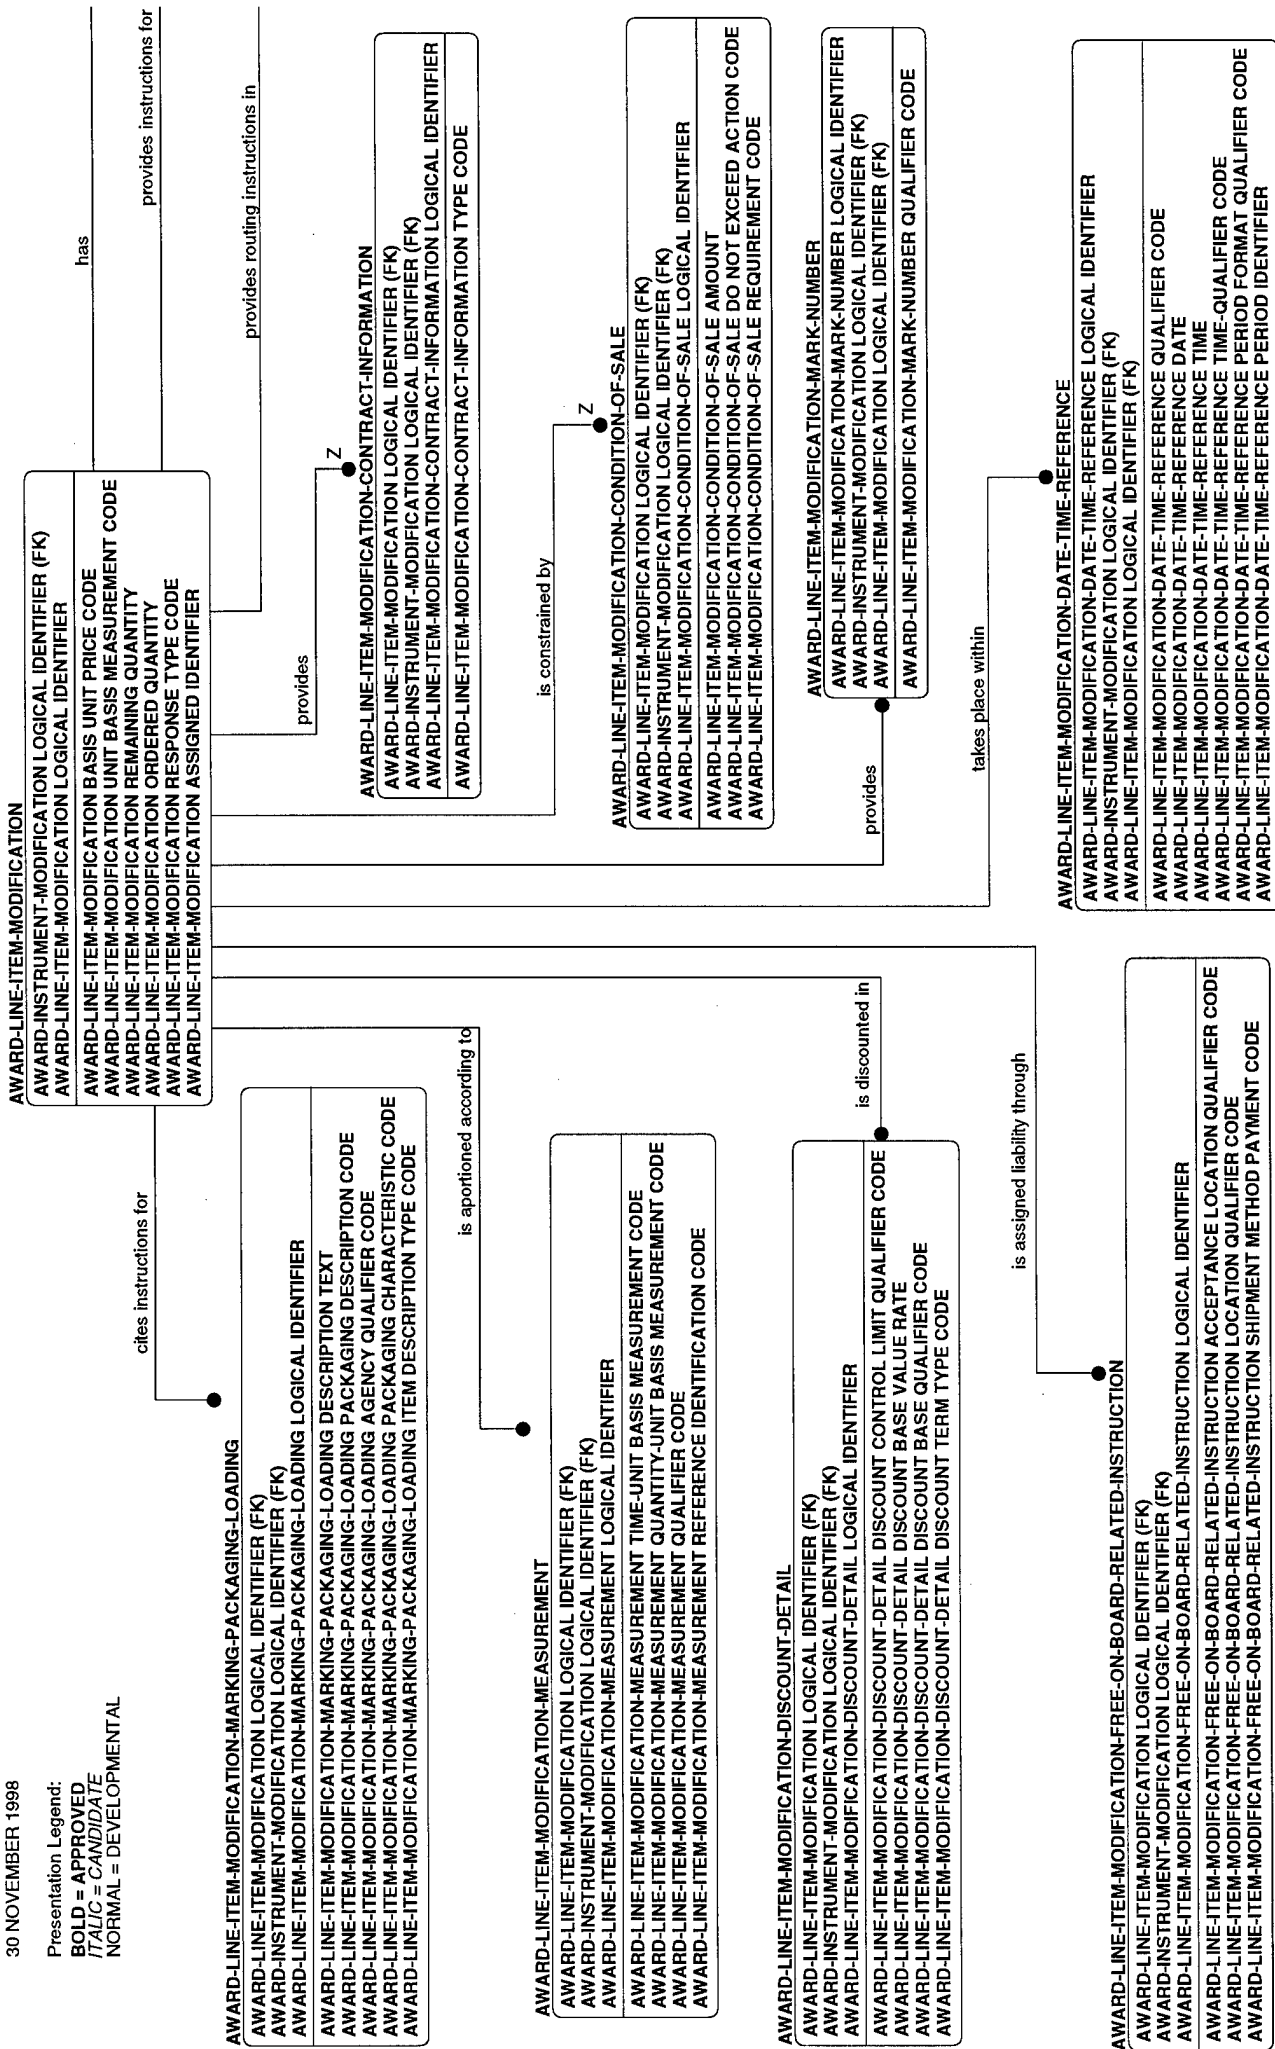 30 NOVEMBER 1998
Presentation Legend:
BOLD = APPROVED
ITALIC = CANDIDATE
NORMAL = DEVELOPMENTAL
AWARD-LINE-ITEM-MODIFICATION
AWARD-INSTRUMENT-MODIFICATION LOGICAL IDENTIFIER (FK)
AWARD-LINE-ITEM-MODIFICATION LOGICAL IDENTIFIER
AWARD-LINE-ITEM-MODIFICATION BASIS UNIT PRICE CODE
AWARD-LINE-ITEM-MODIFICATION UNIT BASIS MEASUREMENT CODE
AWARD-LINE-ITEM-MODIFICATION REMAINING QUANTITY
AWARD-LINE-ITEM-MODIFICATION ORDERED QUANTITY
AWARD-LINE-ITEM-MODIFICATION RESPONSE TYPE CODE
AWARD-LINE-ITEM-MODIFICATION ASSIGNED IDENTIFIER
has
provides instructions for
provides routing instructions in
cites instructions for
AWARD-LINE-ITEM-MODIFICATION-MARKING-PACKAGING-LOADING
AWARD-LINE-ITEM-MODIFICATION LOGICAL IDENTIFIER (FK)
AWARD-INSTRUMENT-MODIFICATION LOGICAL IDENTIFIER (FK)
AWARD-LINE-ITEM-MODIFICATION-MARKING-PACKAGING-LOADING LOGICAL IDENTIFIER
AWARD-LINE-ITEM-MODIFICATION-MARKING-PACKAGING-LOADING DESCRIPTION TEXT
AWARD-LINE-ITEM-MODIFICATION-MARKING-PACKAGING-LOADING PACKAGING DESCRIPTION CODE
AWARD-LINE-ITEM-MODIFICATION-MARKING-PACKAGING-LOADING AGENCY QUALIFIER CODE
AWARD-LINE-ITEM-MODIFICATION-MARKING-PACKAGING-LOADING PACKAGING CHARACTERISTIC CODE
AWARD-LINE-ITEM-MODIFICATION-MARKING-PACKAGING-LOADING ITEM DESCRIPTION TYPE CODE
provides
Z
AWARD-LINE-ITEM-MODIFICATION-CONTRACT-INFORMATION
AWARD-LINE-ITEM-MODIFICATION LOGICAL IDENTIFIER (FK)
AWARD-INSTRUMENT-MODIFICATION LOGICAL IDENTIFIER (FK)
AWARD-LINE-ITEM-MODIFICATION-CONTRACT-INFORMATION LOGICAL IDENTIFIER
AWARD-LINE-ITEM-MODIFICATION-CONTRACT-INFORMATION TYPE CODE
is aportioned according to
AWARD-LINE-ITEM-MODIFICATION-MEASUREMENT
AWARD-LINE-ITEM-MODIFICATION LOGICAL IDENTIFIER (FK)
AWARD-INSTRUMENT-MODIFICATION LOGICAL IDENTIFIER (FK)
AWARD-LINE-ITEM-MODIFICATION-MEASUREMENT LOGICAL IDENTIFIER
AWARD-LINE-ITEM-MODIFICATION-MEASUREMENT TIME-UNIT BASIS MEASUREMENT CODE
AWARD-LINE-ITEM-MODIFICATION-MEASUREMENT QUANTITY-UNIT BASIS MEASUREMENT CODE
AWARD-LINE-ITEM-MODIFICATION-MEASUREMENT QUALIFIER CODE
AWARD-LINE-ITEM-MODIFICATION-MEASUREMENT REFERENCE IDENTIFICATION CODE
is constrained by
Z
AWARD-LINE-ITEM-MODIFICATION-CONDITION-OF-SALE
AWARD-LINE-ITEM-MODIFICATION LOGICAL IDENTIFIER (FK)
AWARD-INSTRUMENT-MODIFICATION LOGICAL IDENTIFIER (FK)
AWARD-LINE-ITEM-MODIFICATION-CONDITION-OF-SALE LOGICAL IDENTIFIER
AWARD-LINE-ITEM-MODIFICATION-CONDITION-OF-SALE AMOUNT
AWARD-LINE-ITEM-MODIFICATION-CONDITION-OF-SALE DO NOT EXCEED ACTION CODE
AWARD-LINE-ITEM-MODIFICATION-CONDITION-OF-SALE REQUIREMENT CODE
is discounted in
AWARD-LINE-ITEM-MODIFICATION-DISCOUNT-DETAIL
AWARD-LINE-ITEM-MODIFICATION LOGICAL IDENTIFIER (FK)
AWARD-INSTRUMENT-MODIFICATION LOGICAL IDENTIFIER (FK)
AWARD-LINE-ITEM-MODIFICATION-DISCOUNT-DETAIL LOGICAL IDENTIFIER
AWARD-LINE-ITEM-MODIFICATION-DISCOUNT-DETAIL DISCOUNT CONTROL LIMIT QUALIFIER CODE
AWARD-LINE-ITEM-MODIFICATION-DISCOUNT-DETAIL DISCOUNT BASE VALUE RATE
AWARD-LINE-ITEM-MODIFICATION-DISCOUNT-DETAIL DISCOUNT BASE QUALIFIER CODE
AWARD-LINE-ITEM-MODIFICATION-DISCOUNT-DETAIL DISCOUNT TERM TYPE CODE
provides
AWARD-LINE-ITEM-MODIFICATION-MARK-NUMBER
AWARD-LINE-ITEM-MODIFICATION-MARK-NUMBER LOGICAL IDENTIFIER
AWARD-INSTRUMENT-MODIFICATION LOGICAL IDENTIFIER (FK)
AWARD-LINE-ITEM-MODIFICATION LOGICAL IDENTIFIER (FK)
AWARD-LINE-ITEM-MODIFICATION-MARK-NUMBER QUALIFIER CODE
is assigned liability through
AWARD-LINE-ITEM-MODIFICATION-FREE-ON-BOARD-RELATED-INSTRUCTION
AWARD-LINE-ITEM-MODIFICATION LOGICAL IDENTIFIER (FK)
AWARD-INSTRUMENT-MODIFICATION LOGICAL IDENTIFIER (FK)
AWARD-LINE-ITEM-MODIFICATION-FREE-ON-BOARD-RELATED-INSTRUCTION LOGICAL IDENTIFIER
AWARD-LINE-ITEM-MODIFICATION-FREE-ON-BOARD-RELATED-INSTRUCTION ACCEPTANCE LOCATION QUALIFIER CODE
AWARD-LINE-ITEM-MODIFICATION-FREE-ON-BOARD-RELATED-INSTRUCTION LOCATION QUALIFIER CODE
AWARD-LINE-ITEM-MODIFICATION-FREE-ON-BOARD-RELATED-INSTRUCTION SHIPMENT METHOD PAYMENT CODE
takes place within
AWARD-LINE-ITEM-MODIFICATION-DATE-TIME-REFERENCE
AWARD-LINE-ITEM-MODIFICATION-DATE-TIME-REFERENCE LOGICAL IDENTIFIER
AWARD-INSTRUMENT-MODIFICATION LOGICAL IDENTIFIER (FK)
AWARD-LINE-ITEM-MODIFICATION LOGICAL IDENTIFIER (FK)
AWARD-LINE-ITEM-MODIFICATION-DATE-TIME-REFERENCE QUALIFIER CODE
AWARD-LINE-ITEM-MODIFICATION-DATE-TIME-REFERENCE DATE
AWARD-LINE-ITEM-MODIFICATION-DATE-TIME-REFERENCE TIME
AWARD-LINE-ITEM-MODIFICATION-DATE-TIME-REFERENCE TIME-QUALIFIER CODE
AWARD-LINE-ITEM-MODIFICATION-DATE-TIME-REFERENCE PERIOD FORMAT QUALIFIER CODE
AWARD-LINE-ITEM-MODIFICATION-DATE-TIME-REFERENCE PERIOD IDENTIFIER